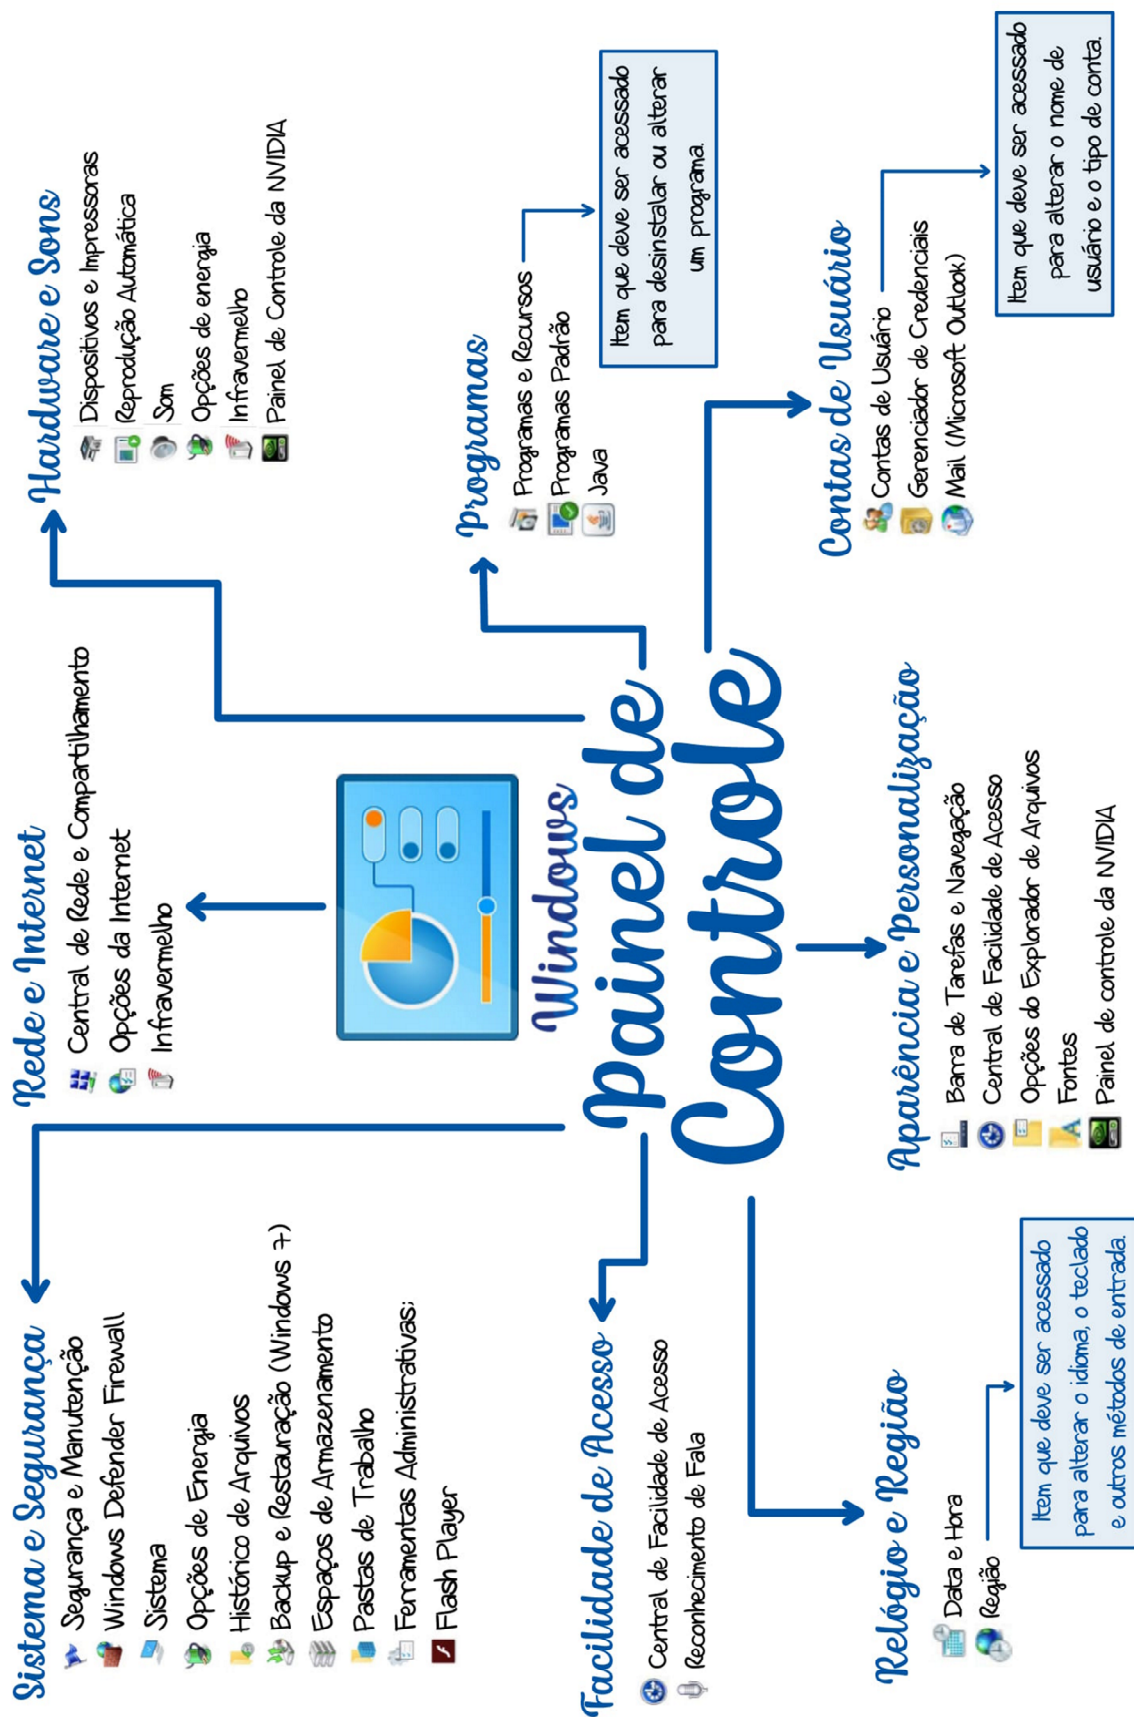 Sistema e Segurança
Segurança e Manutenção
Windows Defender Firewall
Sistema
Opções de Energia
Histórico de Arquivos
Backup e Restauração (Windows 7)
Espaços de Armazenamento
Pastas de Trabalho
Ferramentas Administrativas;
Flash Player
Rede e Internet
Central de Rede e Compartilhamento
Opções da Internet
Infravermelho
Hardware e Sons
Dispositivos e Impressoras
Reprodução Automática
Som
Opções de energia
Infravermelho
Painel de Controle da NVIDIA
Windows
Painel de
Controle
Programas
Programas e Recursos
Programas Padrão
Java
Item que deve ser acessado
para desinstalar ou alterar
um programa.
Facilidade de Acesso
Central de Facilidade de Acesso
Reconhecimento de Fala
Relógio e Região
Data e Hora
Região
Item que deve ser acessado
para alterar o idioma, o teclado
e outros métodos de entrada.
Aparência e Personalização
Barra de Tarefas e Navegação
Central de Facilidade de Acesso
Opções do Explorador de Arquivos
Fontes
Painel de controle da NVIDIA
Contas de Usuário
Contas de Usuário
Gerenciador de Credenciais
Mail (Microsoft Outlook)
Item que deve ser acessado
para alterar o nome de
usuário e o tipo de conta.